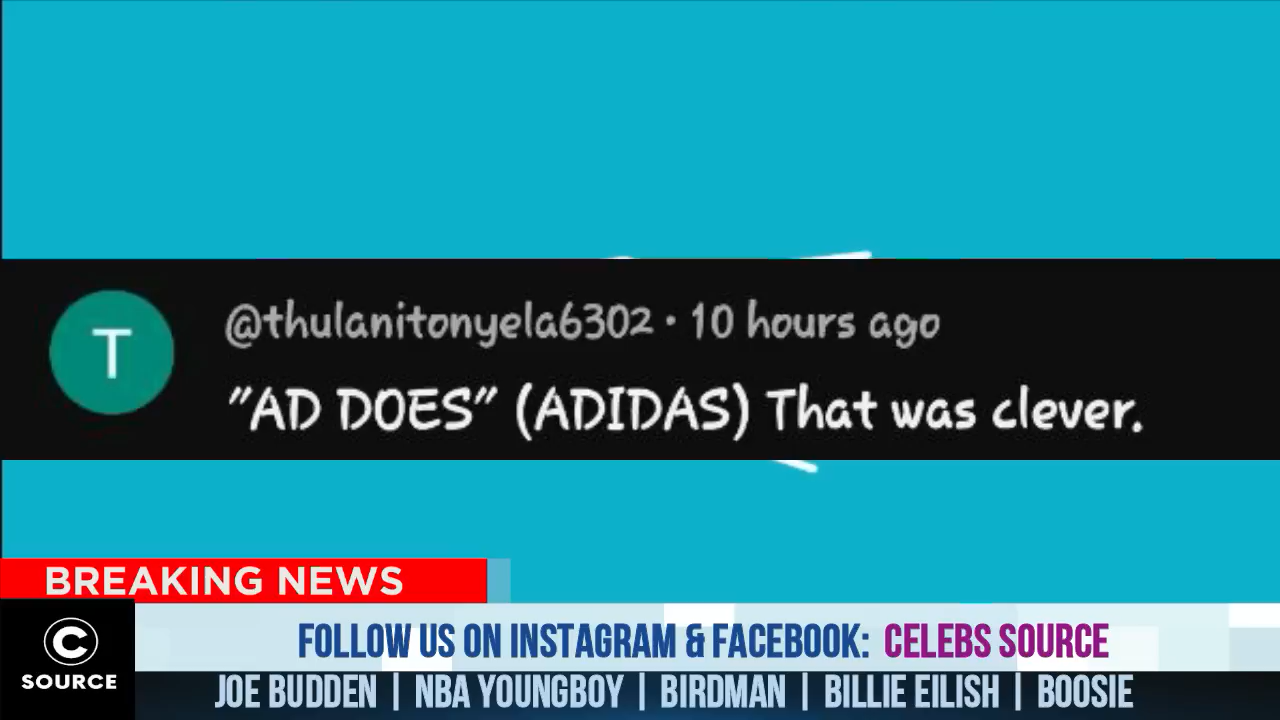 T
@thulanitonyela6302 • 10 hours ago
"AD DOES" (ADIDAS) That was clever.
BREAKING NEWS
C
SOURCE
FOLLOW US ON INSTAGRAM & FACEBOOK: CELEBS SOURCE
JOE BUDDEN | NBA YOUNGBOY | BIRDMAN | BILLIE EILISH | BOOSIE